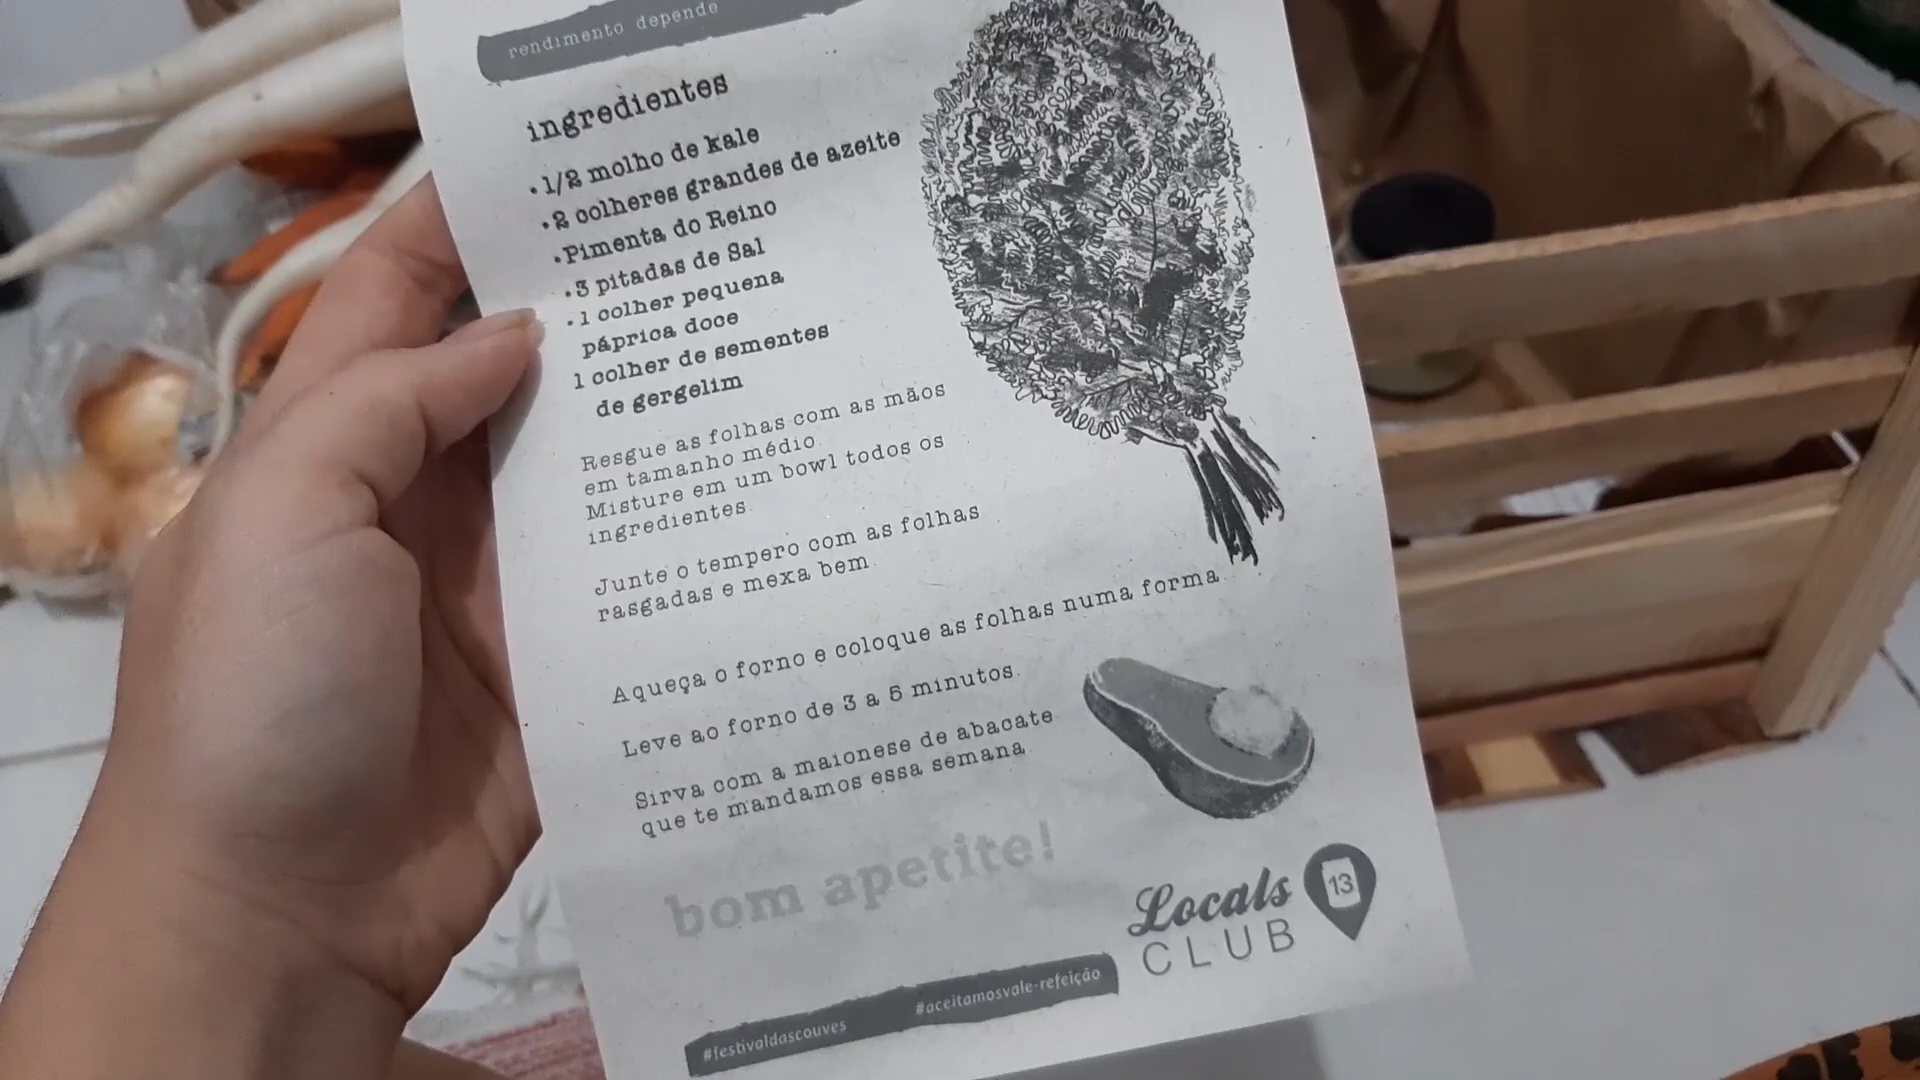 rendimento depende
ingredientes
.1/2 molho de kale
.2 colheres grandes de azeite
.Pimenta do Reino
.3 pitadas de Sal
.1 colher pequena
páprica doce
1 colher de sementes
de gergelim
Resgue as folhas com as mãos
em tamanho médio.
Misture em um bowl todos os
ingredientes.
Junte o tempero com as folhas
rasgadas e mexa bem.
Aqueça o forno e coloque as folhas numa forma.
Leve ao forno de 3 a 5 minutos.
Sirva com a maionese de abacate
que te mandamos essa semana
bom apetite!
Locals
CLUB
13
#festivaldascouves #aceitamosvale-refeição